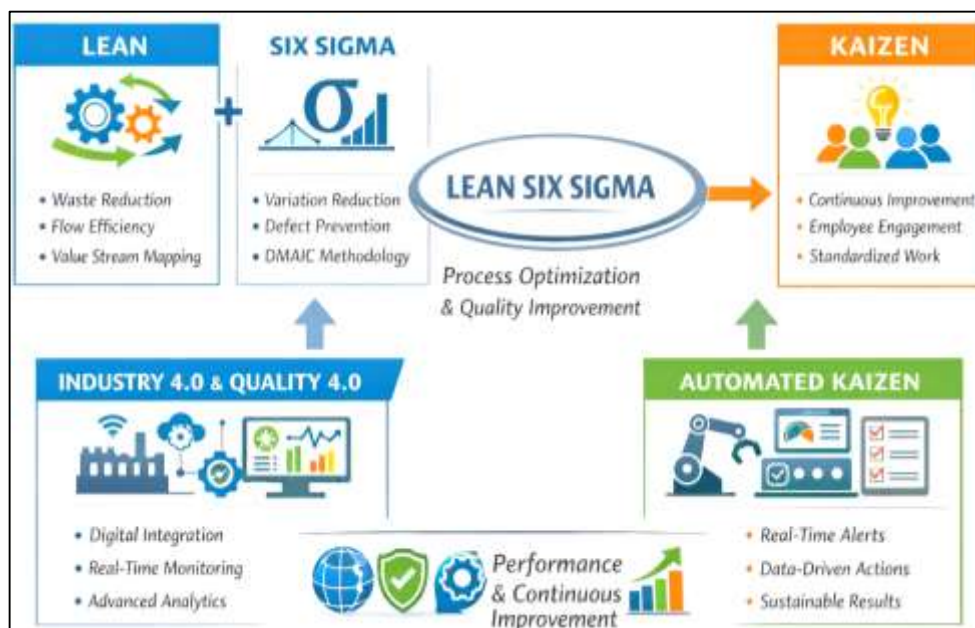 LEAN
• Waste Reduction
• Flow Efficiency
• Value Stream Mapping
+
SIX SIGMA
σ
• Variation Reduction
• Defect Prevention
• DMAIC Methodology
LEAN SIX SIGMA
Process Optimization
& Quality Improvement
KAIZEN
• Continuous Improvement
• Employee Engagement
• Standardized Work
INDUSTRY 4.0 & QUALITY 4.0
• Digital Integration
• Real-Time Monitoring
• Advanced Analytics
Performance
& Continuous
Improvement
AUTOMATED KAIZEN
• Real-Time Alerts
• Data-Driven Actions
• Sustainable Results